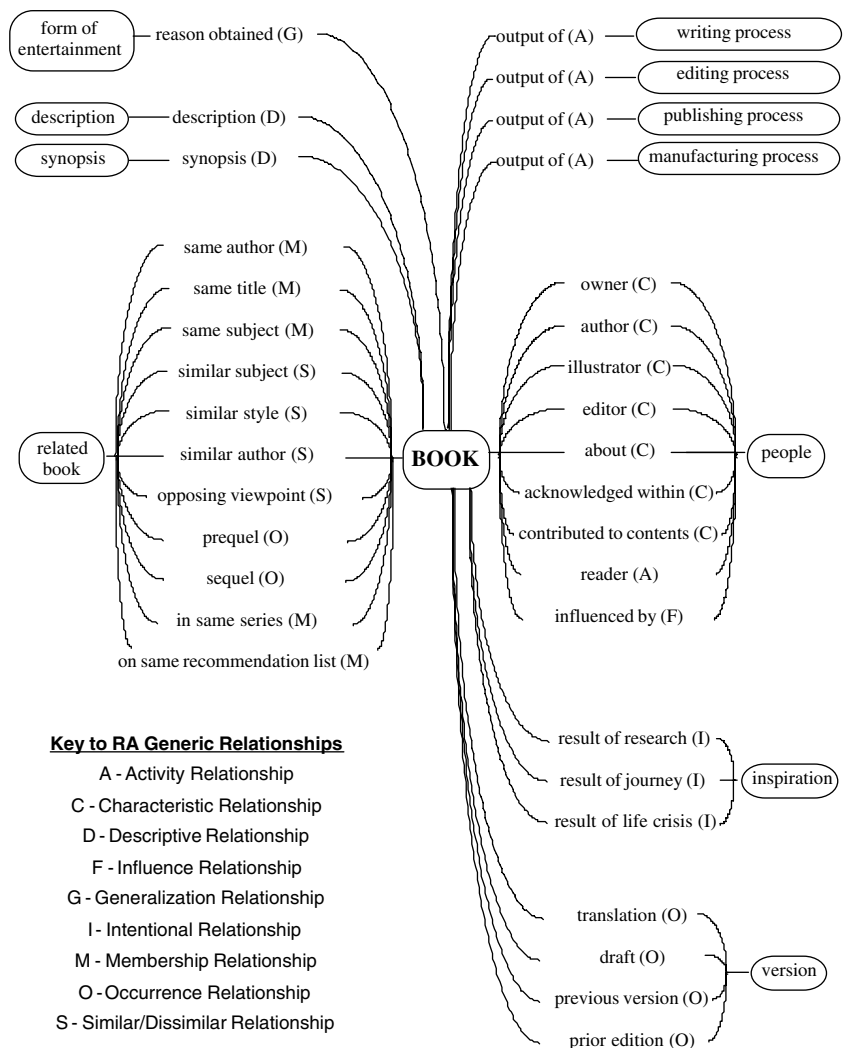 form of
entertainment
reason obtained (G)
description
description (D)
synopsis
synopsis (D)
output of (A)
writing process
output of (A)
editing process
output of (A)
publishing process
output of (A)
manufacturing process
same author (M)
same title (M)
same subject (M)
similar subject (S)
similar style (S)
similar author (S)
opposing viewpoint (S)
prequel (O)
sequel (O)
in same series (M)
on same recommendation list (M)
related
book
BOOK
owner (C)
author (C)
illustrator (C)
editor (C)
about (C)
acknowledged within (C)
contributed to contents (C)
reader (A)
influenced by (F)
people
result of research (I)
result of journey (I)
result of life crisis (I)
inspiration
translation (O)
draft (O)
previous version (O)
prior edition (O)
version
Key to RA Generic Relationships
A - Activity Relationship
C - Characteristic Relationship
D - Descriptive Relationship
F - Influence Relationship
G - Generalization Relationship
I - Intentional Relationship
M - Membership Relationship
O - Occurrence Relationship
S - Similar/Dissimilar Relationship